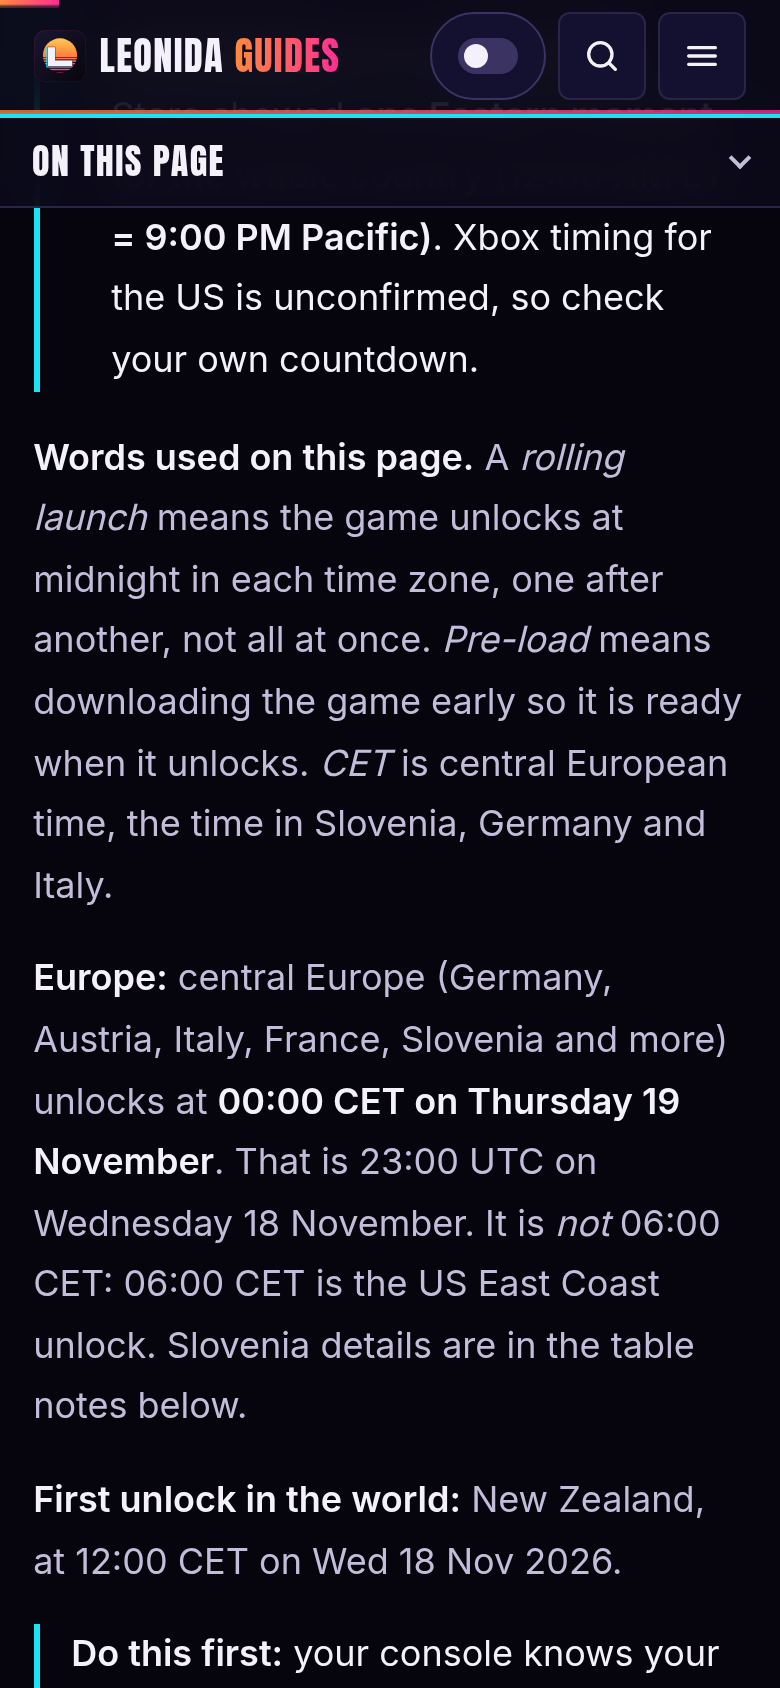 LEONIDA GUIDES
ON THIS PAGE
= 9:00 PM Pacific). Xbox timing for
the US is unconfirmed, so check
your own countdown.
Words used on this page. A rolling
launch means the game unlocks at
midnight in each time zone, one after
another, not all at once. Pre-load means
downloading the game early so it is ready
when it unlocks. CET is central European
time, the time in Slovenia, Germany and
Italy.
Europe: central Europe (Germany,
Austria, Italy, France, Slovenia and more)
unlocks at 00:00 CET on Thursday 19
November. That is 23:00 UTC on
Wednesday 18 November. It is not 06:00
CET: 06:00 CET is the US East Coast
unlock. Slovenia details are in the table
notes below.
First unlock in the world: New Zealand,
at 12:00 CET on Wed 18 Nov 2026.
Do this first: your console knows your